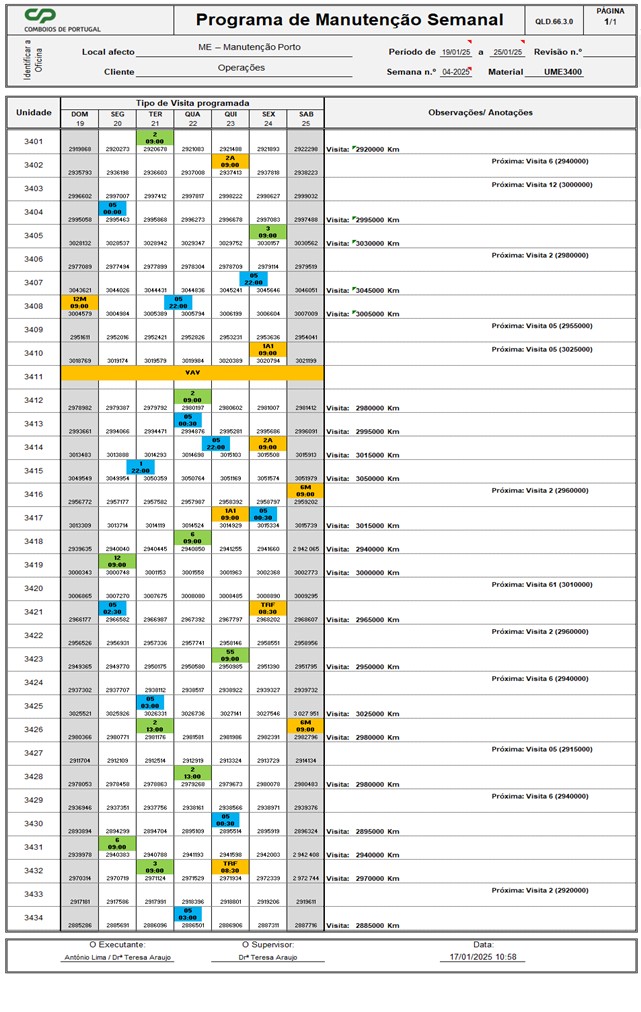 CP
COMBOIOS DE PORTUGAL
Programa de Manutenção Semanal
QLD.66.3.0
PÁGINA
1/1
Identificar a Oficina
Local afecto ME – Manutenção Porto
Período de 19/01/25 a 25/01/25 Revisão n.º
Cliente Operações
Semana n.º 04-2025 Material UME3400
Unidade Tipo de Visita programada Observações/ Anotações
DOM SEG TER QUA QUI SEX SAB
19 20 21 22 23 24 25
3401
2
09:00
2919868 2920273 2920678 2921083 2921488 2921893 2922298 Visita: 2920000 Km
3402
2A
09:00
Próxima: Visita 6 (2940000)
2935793 2936198 2936603 2937008 2937413 2937818 2938223
3403
Próxima: Visita 12 (3000000)
2996602 2997007 2997412 2997817 2998222 2998627 2999032
3404
05
00:00
2995058 2995463 2995868 2996273 2996678 2997083 2997488 Visita: 2995000 Km
3405
3
09:00
3028132 3028537 3028942 3029347 3029752 3030157 3030562 Visita: 3030000 Km
3406
Próxima: Visita 2 (2980000)
2977089 2977494 2977899 2978304 2978709 2979114 2979519
3407
05
22:00
3043621 3044026 3044431 3044836 3045241 3045646 3046051 Visita: 3045000 Km
3408
12M
09:00
05
22:00
3004579 3004984 3005389 3005794 3006199 3006604 3007009 Visita: 3005000 Km
3409
Próxima: Visita 05 (2955000)
2951611 2952016 2952421 2952826 2953231 2953636 2954041
3410
1A1
09:00
Próxima: Visita 05 (3025000)
3018769 3019174 3019579 3019984 3020389 3020794 3021199
3411
VAV
3412
2
09:00
2978982 2979387 2979792 2980197 2980602 2981007 2981412 Visita: 2980000 Km
3413
05
00:30
2993661 2994066 2994471 2994876 2995281 2995686 2996091 Visita: 2995000 Km
3414
05
22:00
2A
09:00
3013483 3013888 3014293 3014698 3015103 3015508 3015913 Visita: 3015000 Km
3415
1
22:00
3049549 3049954 3050359 3050764 3051169 3051574 3051979 Visita: 3050000 Km
3416
6M
09:00
Próxima: Visita 2 (2960000)
2956772 2957177 2957582 2957987 2958392 2958797 2959202
3417
1A1
09:00
05
00:30
3013309 3013714 3014119 3014524 3014929 3015334 3015739 Visita: 3015000 Km
3418
6
09:00
2939635 2940040 2940445 2940850 2941255 2941660 2 942 065 Visita: 2940000 Km
3419
12
09:00
3000343 3000748 3001153 3001558 3001963 3002368 3002773 Visita: 3000000 Km
3420
Próxima: Visita 61 (3010000)
3006865 3007270 3007675 3008080 3008485 3008890 3009295
3421
05
02:30
TRF
08:30
2966177 2966582 2966987 2967392 2967797 2968202 2968607 Visita: 2965000 Km
3422
Próxima: Visita 2 (2960000)
2956526 2956931 2957336 2957741 2958146 2958551 2958956
3423
55
09:00
2949365 2949770 2950175 2950580 2950985 2951390 2951795 Visita: 2950000 Km
3424
Próxima: Visita 6 (2940000)
2937302 2937707 2938112 2938517 2938922 2939327 2939732
3425
05
03:00
3025521 3025926 3026331 3026736 3027141 3027546 3 027 951 Visita: 3025000 Km
3426
2
13:00
6M
09:00
2980366 2980771 2981176 2981581 2981986 2982391 2982796 Visita: 2980000 Km
3427
Próxima: Visita 05 (2915000)
2911704 2912109 2912514 2912919 2913324 2913729 2914134
3428
2
13:00
2978053 2978458 2978863 2979268 2979673 2980078 2980483 Visita: 2980000 Km
3429
Próxima: Visita 6 (2940000)
2936946 2937351 2937756 2938161 2938566 2938971 2939376
3430
05
00:30
2893894 2894299 2894704 2895109 2895514 2895919 2896324 Visita: 2895000 Km
3431
6
09:00
2939978 2940383 2940788 2941193 2941598 2942003 2 942 408 Visita: 2940000 Km
3432
3
09:00
TRF
08:30
2970314 2970719 2971124 2971529 2971934 2972339 2 972 744 Visita: 2970000 Km
3433
Próxima: Visita 2 (2920000)
2917181 2917586 2917991 2918396 2918801 2919206 2919611
3434
05
03:00
2885286 2885691 2886096 2886501 2886906 2887311 2887716 Visita: 2885000 Km
O Executante: O Supervisor: Data:
António Lima / Drª Teresa Araujo Drª Teresa Araujo 17/01/2025 10:58